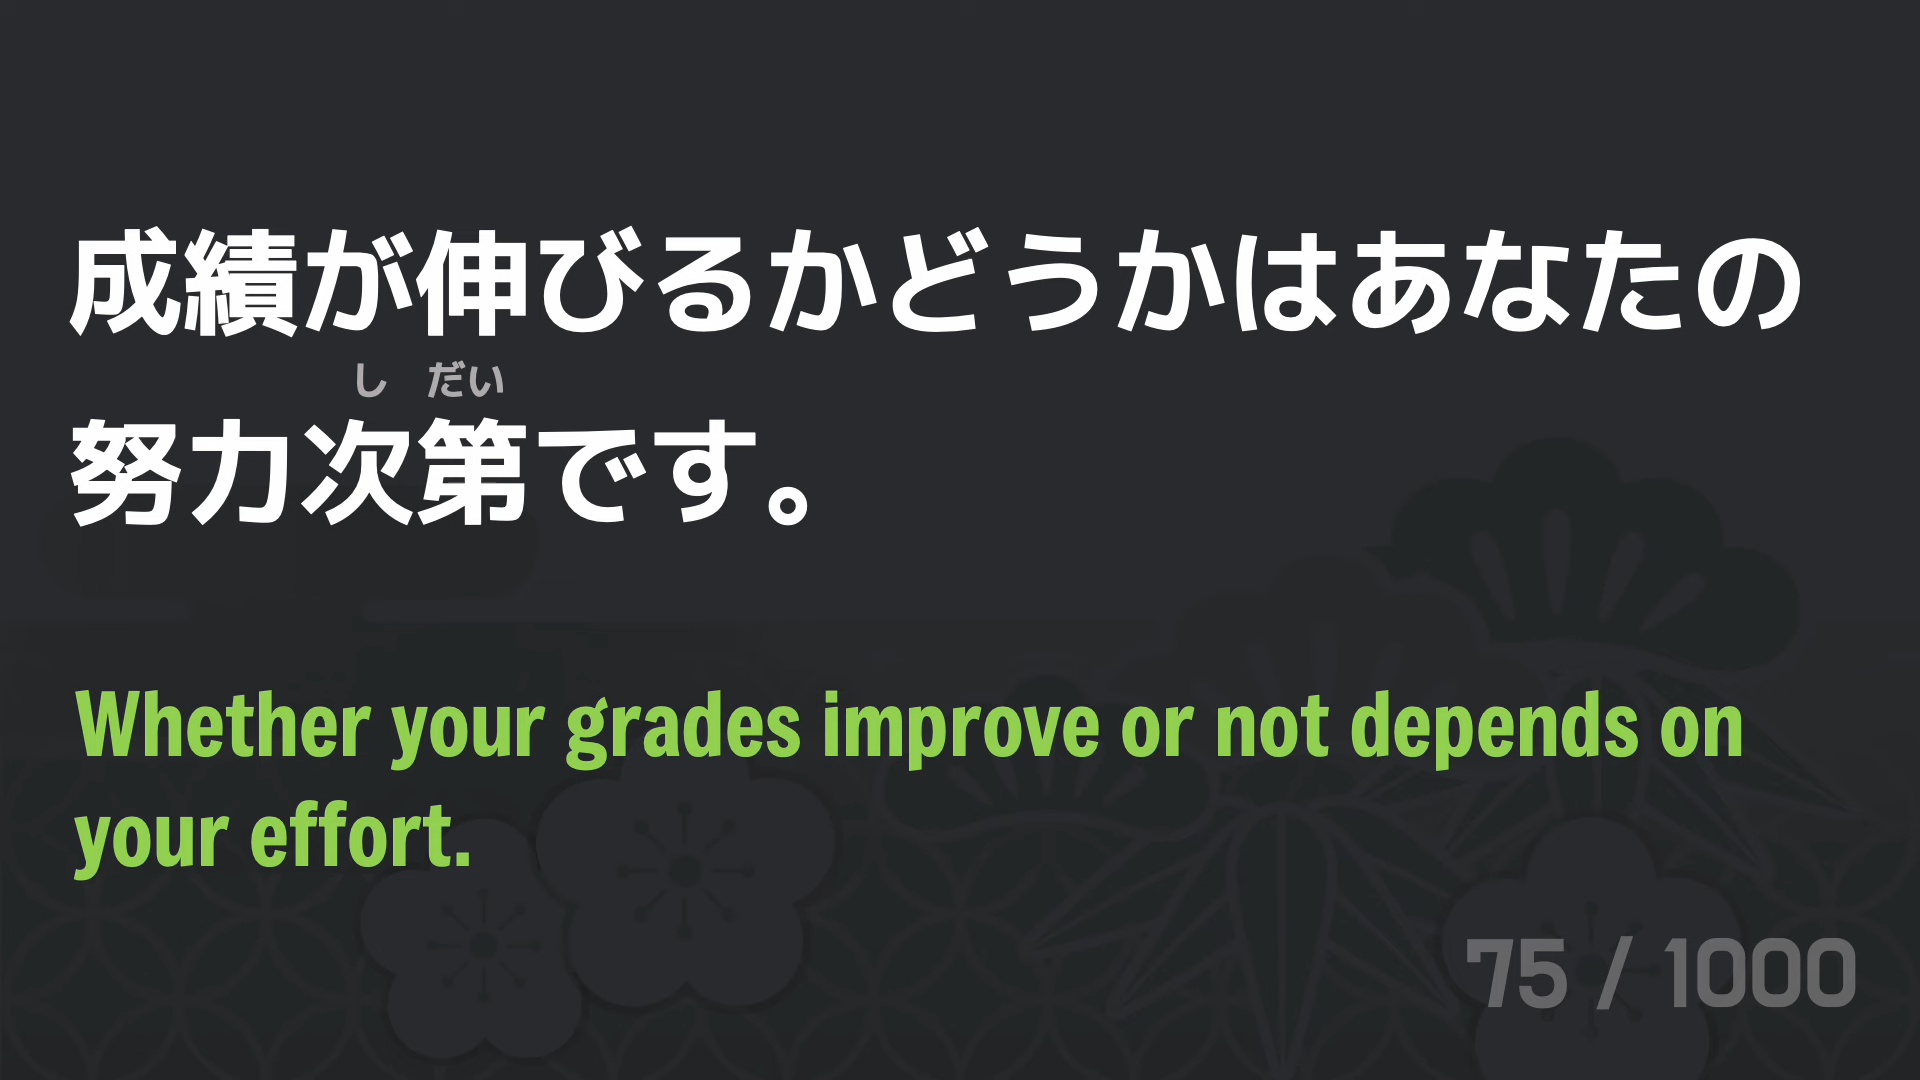 成績が伸びるかどうかはあなたの
し だい
努力次第です。
Whether your grades improve or not depends on
your effort.
75 / 1000